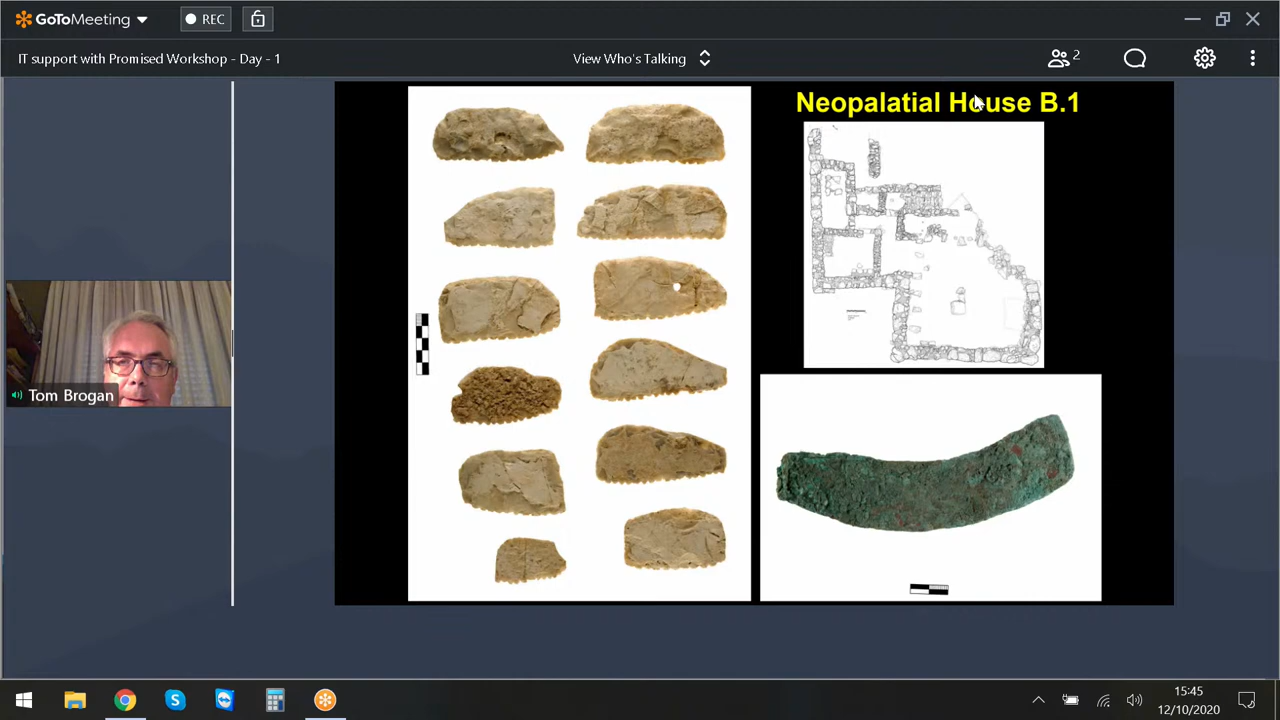 GoToMeeting
REC
IT support with Promised Workshop - Day - 1
View Who's Talking
2
Neopalatial House B.1
Tom Brogan
15:45
12/10/2020